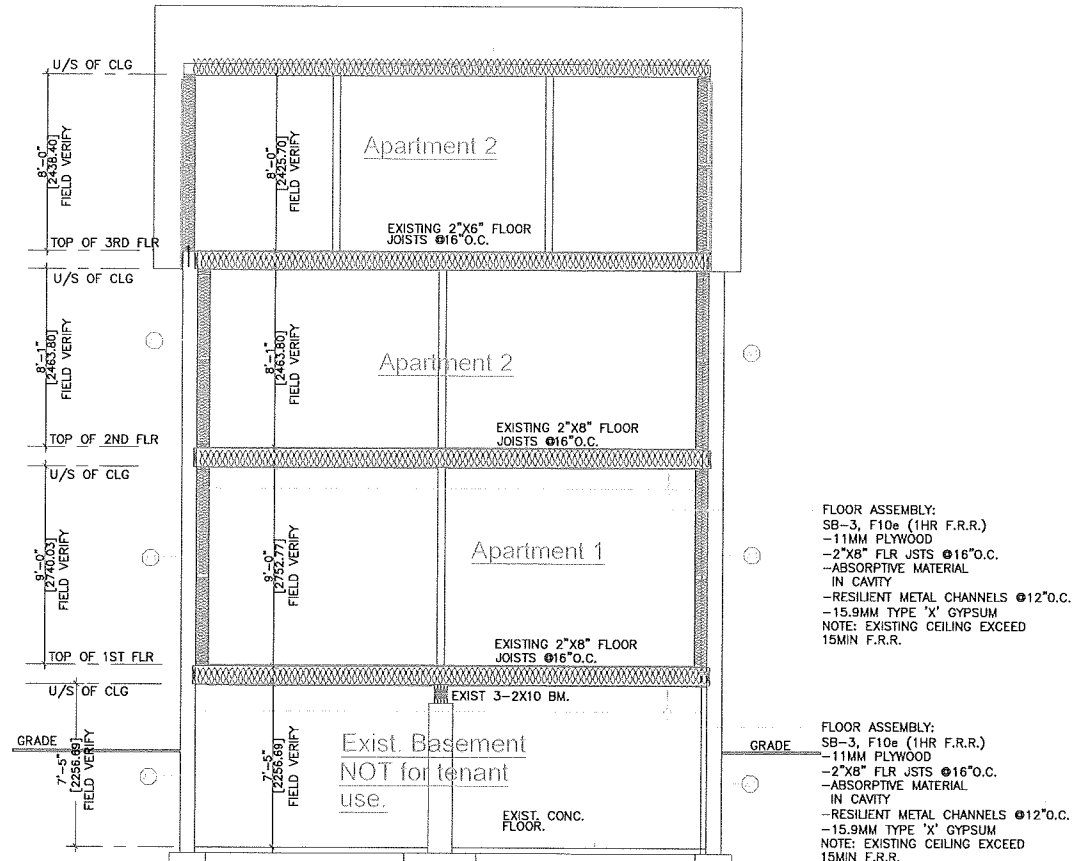 U/S OF CLG
8'-0"
[2438.40]
FIELD VERIFY
8'-0"
[2425.70]
Apartment 2
EXISTING 2"X6" FLOOR
JOISTS @16"O.C.
TOP OF 3RD FLR
U/S OF CLG
8'-1"
[2463.80]
FIELD VERIFY
8'-1"
[2463.80]
FIELD VERIFY
Apartment 2
EXISTING 2"X8" FLOOR
JOISTS @16"O.C.
TOP OF 2ND FLR
U/S OF CLG
9'-0"
[2740.03]
FIELD VERIFY
9'-0"
[2752.77]
FIELD VERIFY
Apartment 1
EXISTING 2"X8" FLOOR
JOISTS @16"O.C.
TOP OF 1ST FLR
U/S OF CLG
EXIST 3-2X10 BM.
GRADE
GRADE
7'-5"
[2256.69]
FIELD VERIFY
7'-5"
[2256.69]
FIELD VERIFY
Exist. Basement
NOT for tenant
use.
EXIST. CONC.
FLOOR.
FLOOR ASSEMBLY:
SB-3, F10e (1HR F.R.R.)
-11MM PLYWOOD
-2"X8" FLR JSTS @16"O.C.
-ABSORPTIVE MATERIAL
IN CAVITY
-RESILIENT METAL CHANNELS @12"O.C.
-15.9MM TYPE 'X' GYPSUM
NOTE: EXISTING CEILING EXCEED
15MIN F.R.R.
FLOOR ASSEMBLY:
SB-3, F10e (1HR F.R.R.)
-11MM PLYWOOD
-2"X8" FLR JSTS @16"O.C.
-ABSORPTIVE MATERIAL
IN CAVITY
-RESILIENT METAL CHANNELS @12"O.C.
-15.9MM TYPE 'X' GYPSUM
NOTE: EXISTING CEILING EXCEED
15MIN F.R.R.